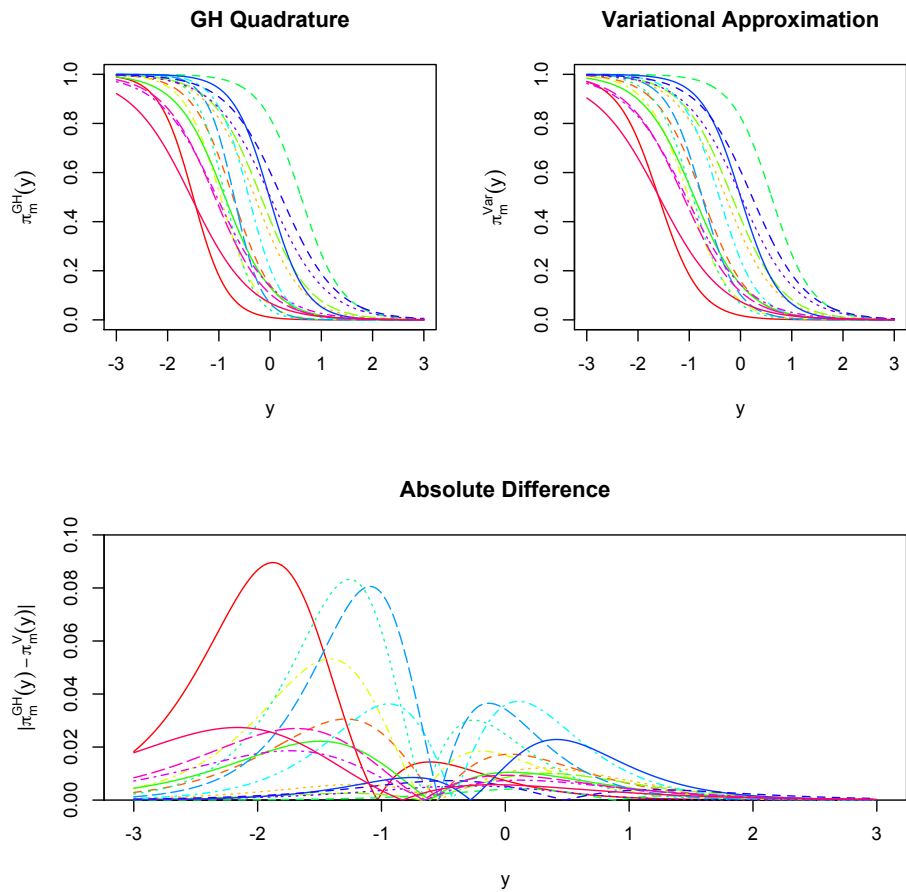 GH Quadrature
π_m^GH(y)
0.0 0.2 0.4 0.6 0.8 1.0
-3 -2 -1 0 1 2 3
y
Variational Approximation
π_m^Var(y)
0.0 0.2 0.4 0.6 0.8 1.0
-3 -2 -1 0 1 2 3
y
Absolute Difference
|π_m^GH(y) − π_m^V(y)|
0.00 0.02 0.04 0.06 0.08 0.10
-3 -2 -1 0 1 2 3
y